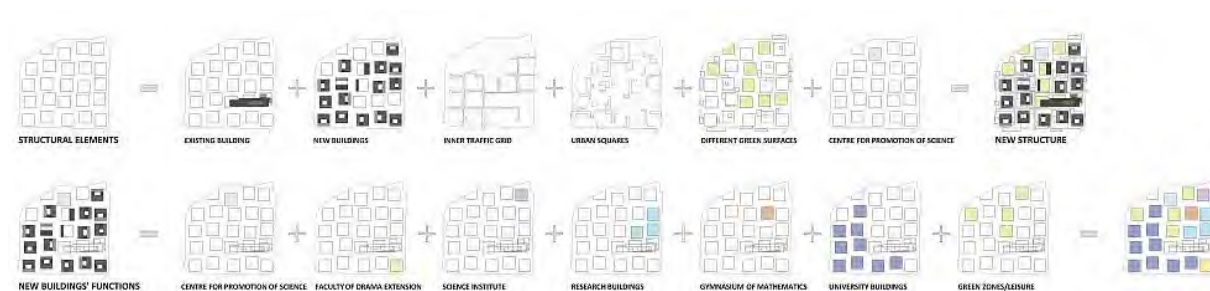 STRUCTURAL ELEMENTS
EXISTING BUILDING
NEW BUILDINGS
INNER TRAFFIC GRID
URBAN SQUARES
DIFFERENT GREEN SURFACES
CENTRE FOR PROMOTION OF SCIENCE
NEW STRUCTURE
NEW BUILDINGS' FUNCTIONS
CENTRE FOR PROMOTION OF SCIENCE
FACULTY OF DRAMA EXTENSION
SCIENCE INSTITUTE
RESEARCH BUILDINGS
GYMNASIUM OF MATHEMATICS
UNIVERSITY BUILDINGS
GREEN ZONES/LEISURE